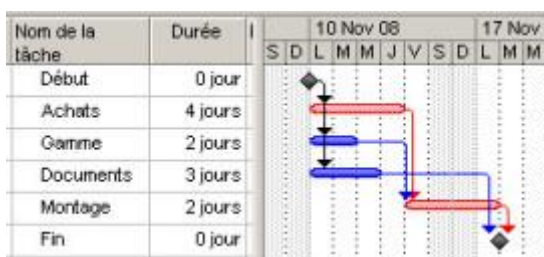 Nom de la tâche Durée I 10 Nov 08 17 Nov
S D L M M J V S D L M M
Début 0 jour
Achats 4 jours
Gamme 2 jours
Documents 3 jours
Montage 2 jours
Fin 0 jour